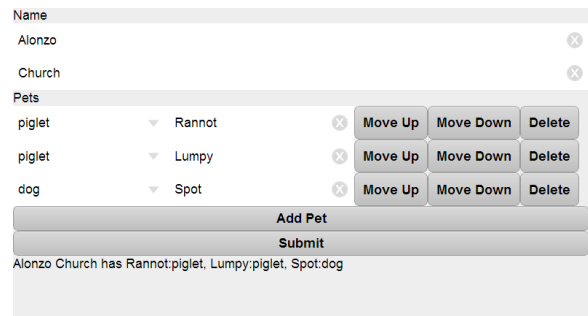 Name
Alonzo
Church
Pets
piglet Rannot Move Up Move Down Delete
piglet Lumpy Move Up Move Down Delete
dog Spot Move Up Move Down Delete
Add Pet
Submit
Alonzo Church has Rannot:piglet, Lumpy:piglet, Spot:dog